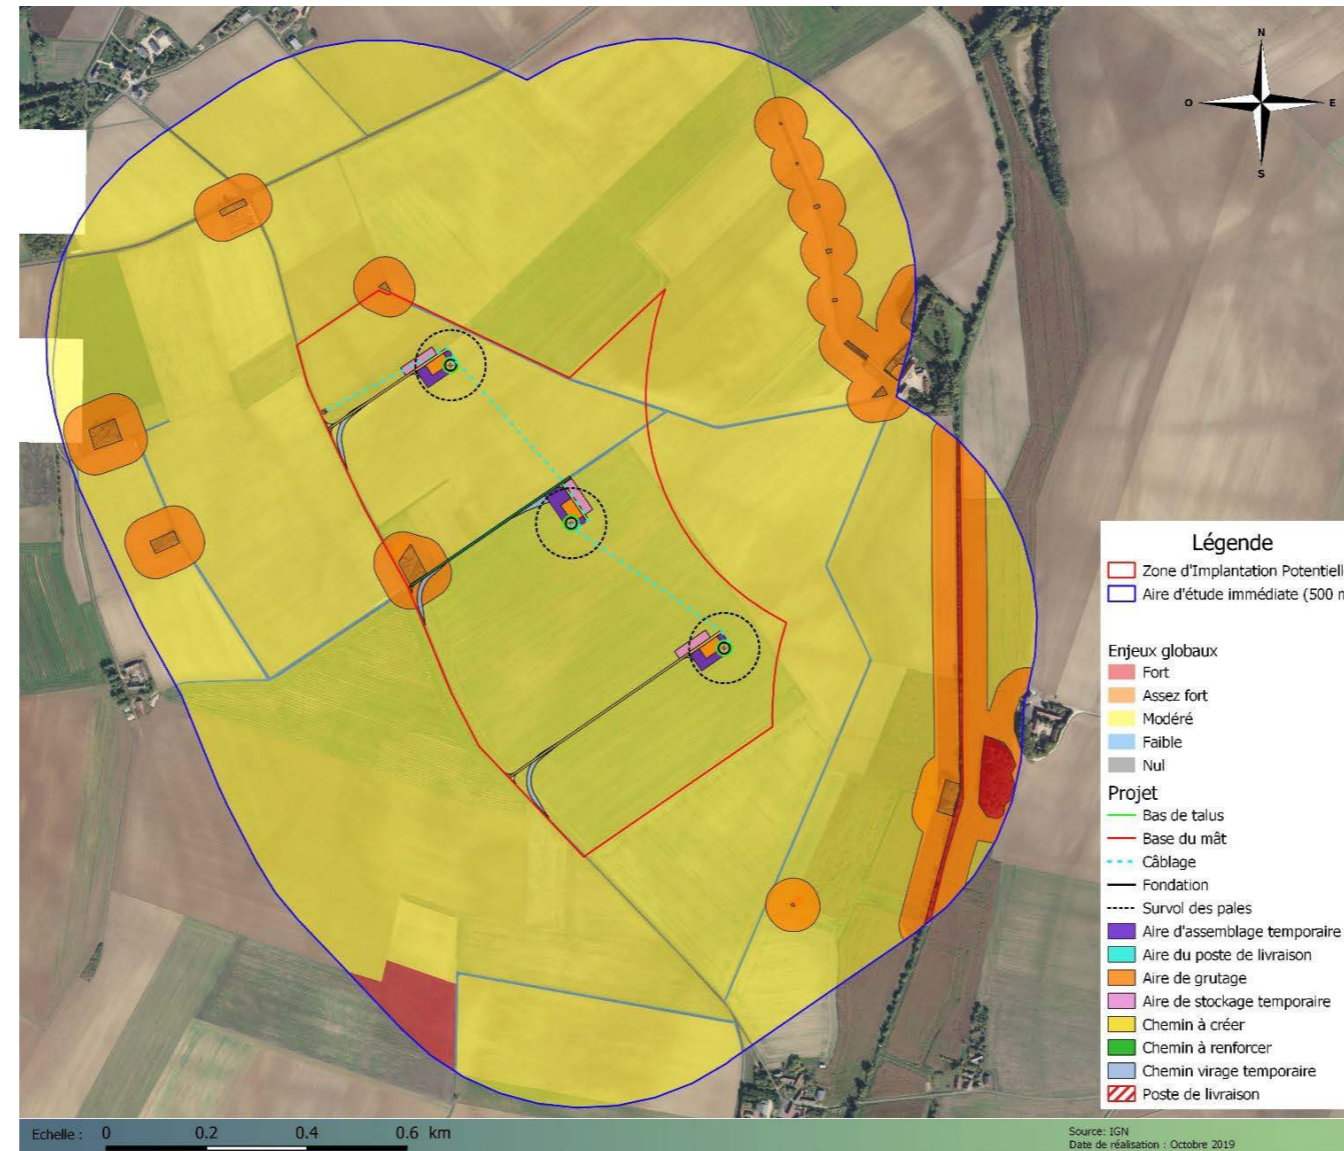 N
O E
S
Légende
Zone d'Implantation Potentiell
Aire d'étude immédiate (500 m
Enjeux globaux
Fort
Assez fort
Modéré
Faible
Nul
Projet
Bas de talus
Base du mât
Câblage
Fondation
Survol des pales
Aire d'assemblage temporaire
Aire du poste de livraison
Aire de grutage
Aire de stockage temporaire
Chemin à créer
Chemin à renforcer
Chemin virage temporaire
Poste de livraison
Echelle : 0 0.2 0.4 0.6 km
Source: IGN
Date de réalisation : Octobre 2019